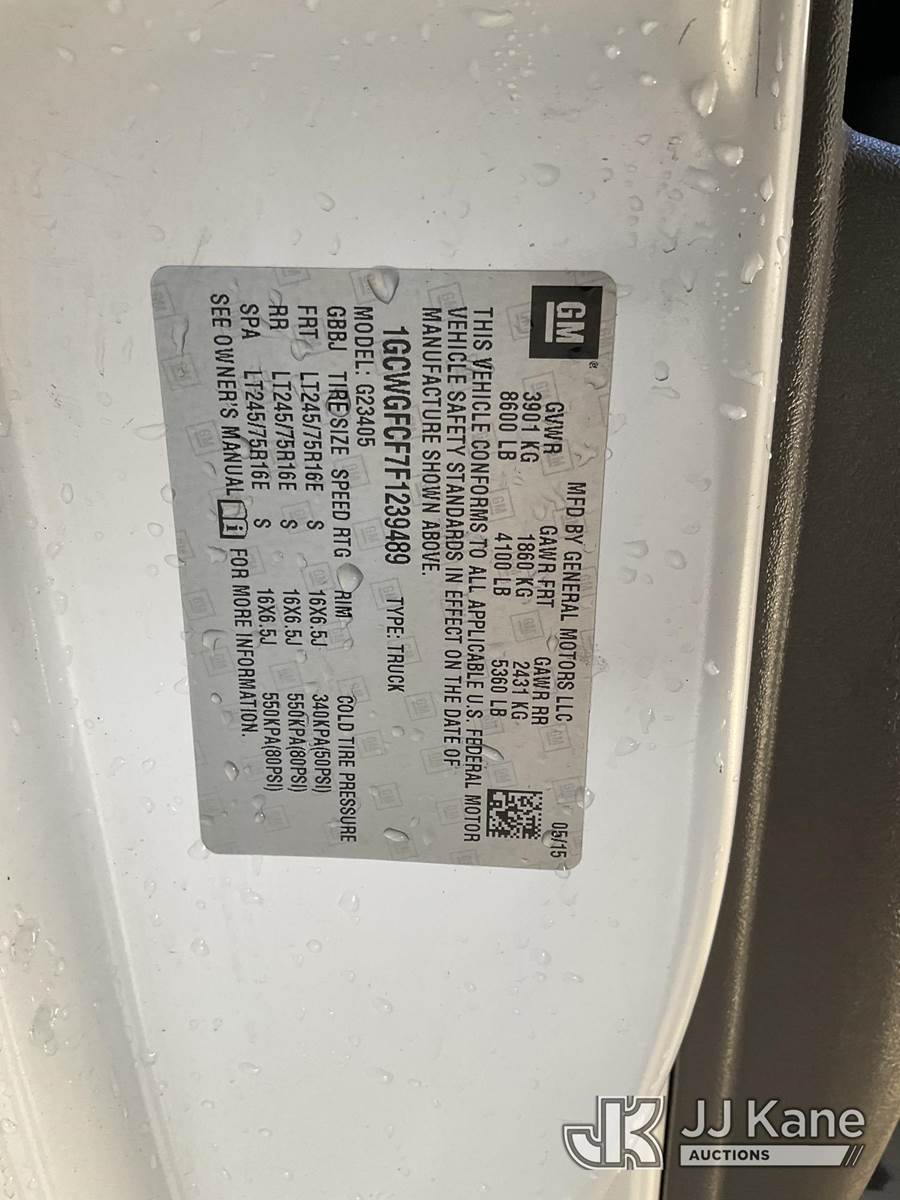 GM®
MFD BY GENERAL MOTORS LLC 05/15
GVWR GAWR FRT GAWR RR
3901 KG 1860 KG 2431 KG
8600 LB 4100 LB 5360 LB
THIS VEHICLE CONFORMS TO ALL APPLICABLE U.S. FEDERAL MOTOR
VEHICLE SAFETY STANDARDS IN EFFECT ON THE DATE OF
MANUFACTURE SHOWN ABOVE.
1GCWGFCF7F1239489 TYPE: TRUCK
MODEL: G23405
GBBJ TIRE SIZE SPEED RTG RIM COLD TIRE PRESSURE
FRT LT245/75R16E S 16X6.5J 340KPA(50PSI)
RR LT245/75R16E S 16X6.5J 550KPA(80PSI)
SPA LT245/75R16E S 16X6.5J 550KPA(80PSI)
SEE OWNER'S MANUAL FOR MORE INFORMATION.
JK JJ Kane
AUCTIONS